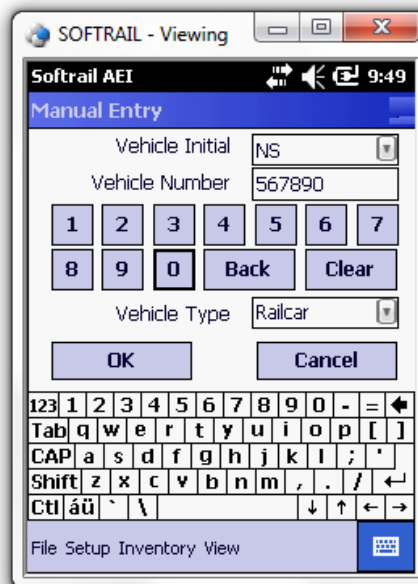 SOFTRAIL - Viewing
Softrail AEI 9:49
Manual Entry
Vehicle Initial NS
Vehicle Number 567890
1 2 3 4 5 6 7
8 9 0 Back Clear
Vehicle Type Railcar
OK Cancel
123 1 2 3 4 5 6 7 8 9 0 - = ←
Tab q w e r t y u i o p [ ]
CAP a s d f g h j k l ; '
Shift z x c v b n m , . / ↵
Ctl áü ` \ ↓ ↑ ← →
File Setup Inventory View